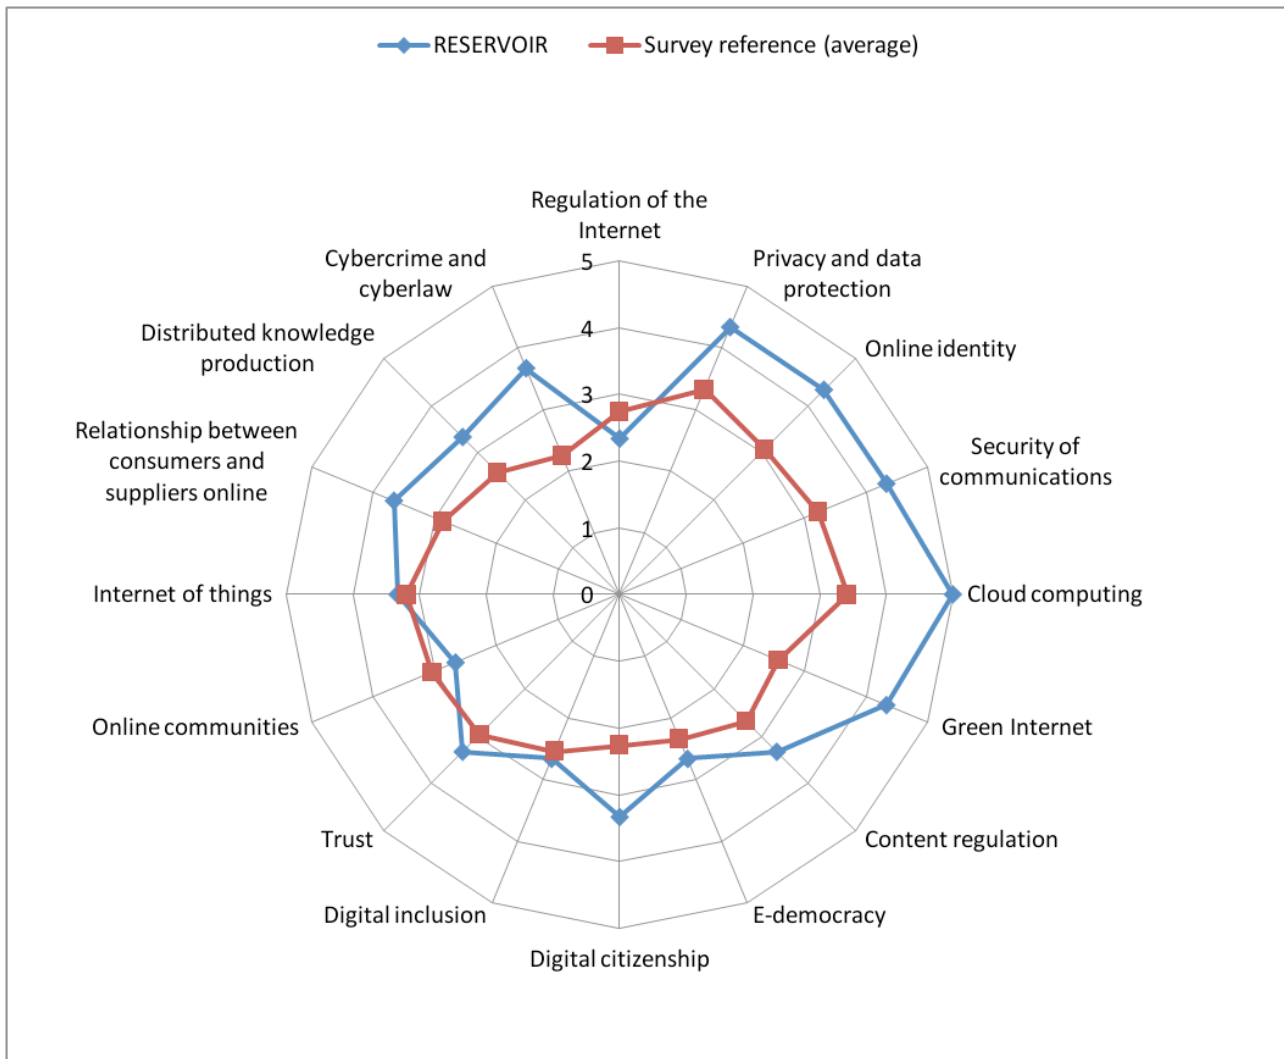 RESERVOIR
Survey reference (average)
Regulation of the
Internet
Cybercrime and
cyberlaw
Privacy and data
protection
Distributed knowledge
production
Online identity
Relationship between
consumers and
suppliers online
Security of
communications
Internet of things
Cloud computing
Online communities
Green Internet
Trust
Content regulation
Digital inclusion
E-democracy
Digital citizenship
5
4
3
2
1
0